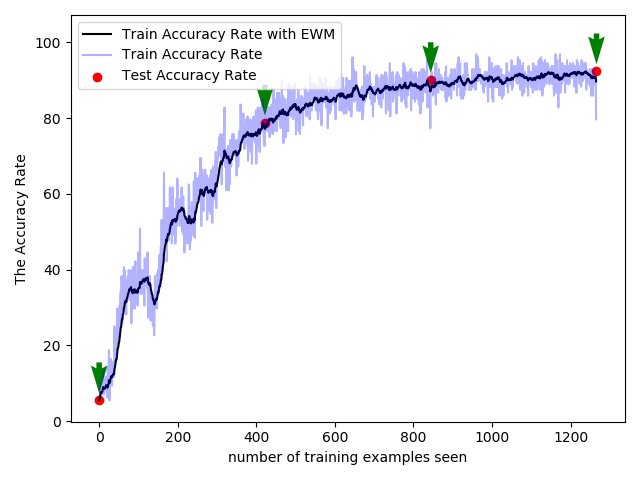 Train Accuracy Rate with EWM
Train Accuracy Rate
Test Accuracy Rate
The Accuracy Rate
100
80
60
40
20
0
0 200 400 600 800 1000 1200
number of training examples seen